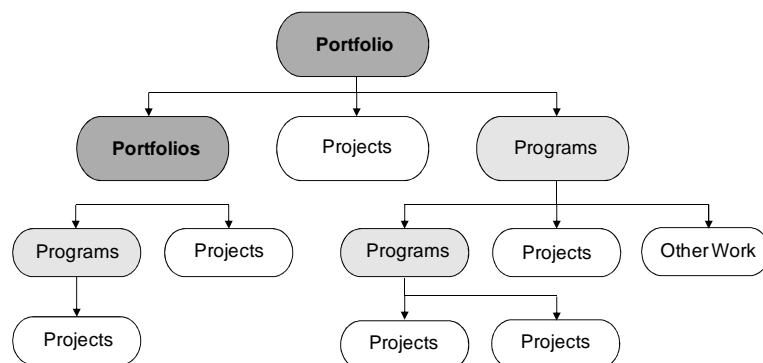 Portfolio
Portfolios
Projects
Programs
Programs
Projects
Programs
Projects
Other Work
Projects
Projects
Projects